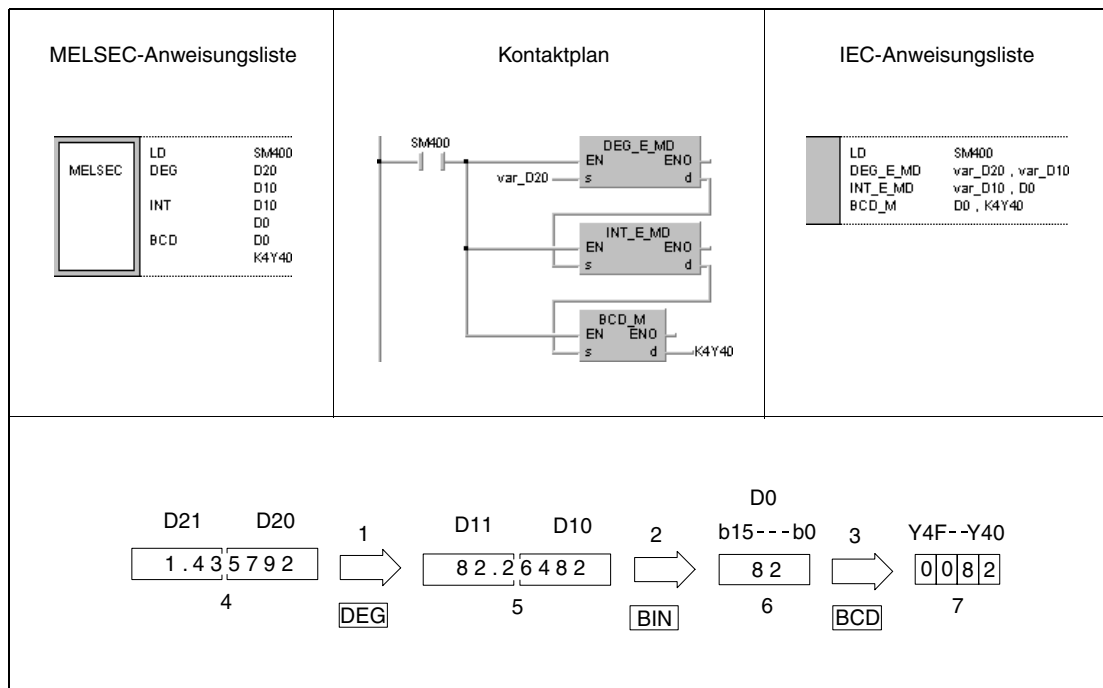 MELSEC-Anweisungsliste
MELSEC
LD SM400
DEG D20
D10
INT D10
D0
BCD D0
K4Y40
Kontaktplan
SM400
DEG_E_MD
EN ENO
var_D20 s d
INT_E_MD
EN ENO
s d
BCD_M
EN ENO
s d K4Y40
IEC-Anweisungsliste
LD SM400
DEG_E_MD var_D20 , var_D10
INT_E_MD var_D10 , D0
BCD_M D0 , K4Y40
D0
D21 D20 1 D11 D10 2 b15---b0 3 Y4F--Y40
1.435792 82.26482 82 0082
4 5 6 7
DEG BIN BCD